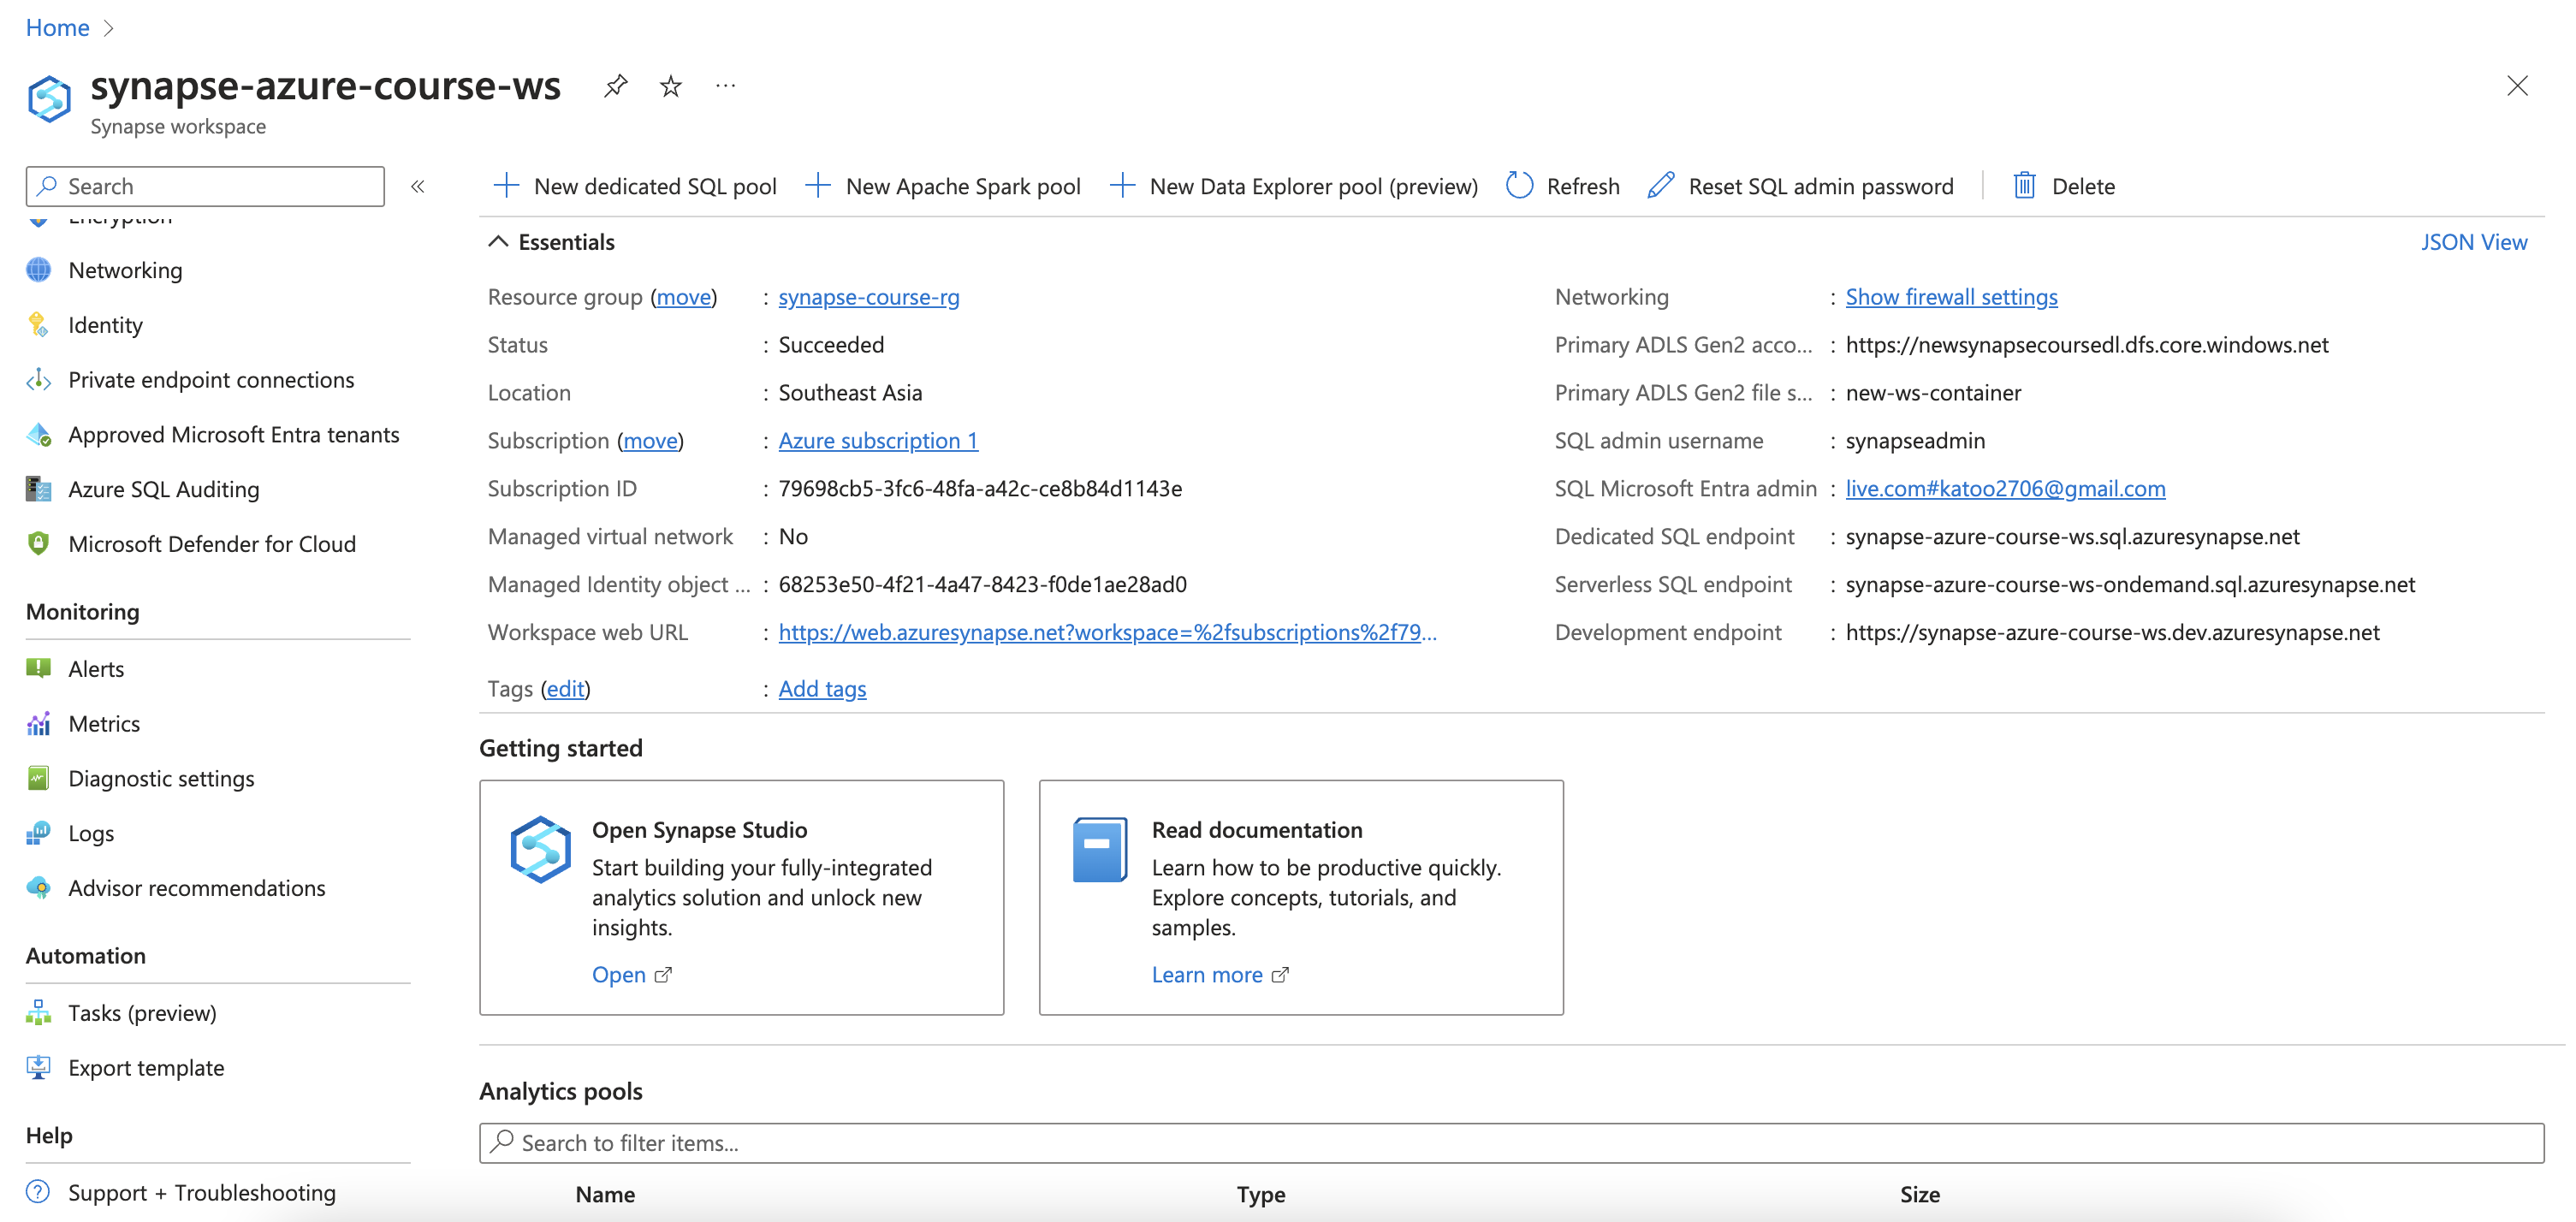 Home
synapse-azure-course-ws
Synapse workspace
Search
Encryption
Networking
Identity
Private endpoint connections
Approved Microsoft Entra tenants
Azure SQL Auditing
Microsoft Defender for Cloud
Monitoring
Alerts
Metrics
Diagnostic settings
Logs
Advisor recommendations
Automation
Tasks (preview)
Export template
Help
Support + Troubleshooting
New dedicated SQL pool New Apache Spark pool New Data Explorer pool (preview) Refresh Reset SQL admin password Delete
Essentials
JSON View
Resource group (move) : synapse-course-rg
Status : Succeeded
Location : Southeast Asia
Subscription (move) : Azure subscription 1
Subscription ID : 79698cb5-3fc6-48fa-a42c-ce8b84d1143e
Managed virtual network : No
Managed Identity object ... : 68253e50-4f21-4a47-8423-f0de1ae28ad0
Workspace web URL : https://web.azuresynapse.net?workspace=%2fsubscriptions%2f79...
Tags (edit) : Add tags
Networking : Show firewall settings
Primary ADLS Gen2 acco... : https://newsynapsecoursedl.dfs.core.windows.net
Primary ADLS Gen2 file s... : new-ws-container
SQL admin username : synapseadmin
SQL Microsoft Entra admin : live.com#katoo2706@gmail.com
Dedicated SQL endpoint : synapse-azure-course-ws.sql.azuresynapse.net
Serverless SQL endpoint : synapse-azure-course-ws-ondemand.sql.azuresynapse.net
Development endpoint : https://synapse-azure-course-ws.dev.azuresynapse.net
Getting started
Open Synapse Studio
Start building your fully-integrated
analytics solution and unlock new
insights.
Open
Read documentation
Learn how to be productive quickly.
Explore concepts, tutorials, and
samples.
Learn more
Analytics pools
Search to filter items...
Name Type Size